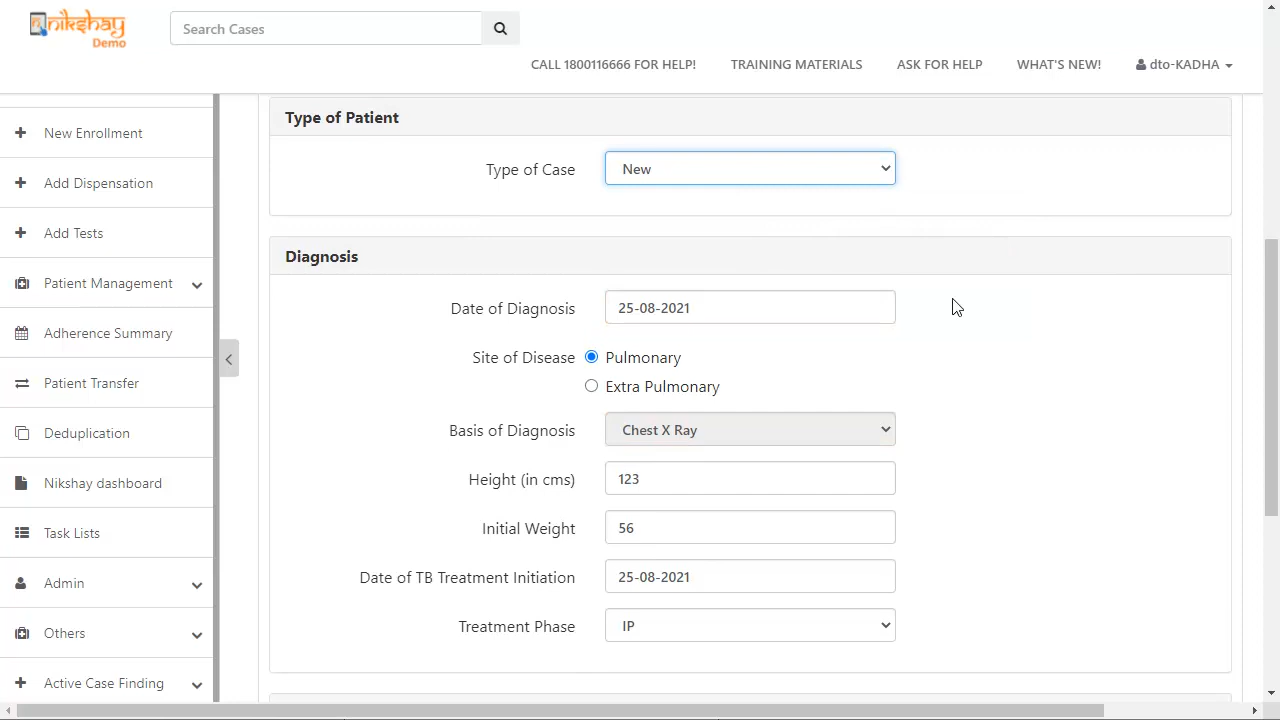 nikshay
Demo
Search Cases
CALL 1800116666 FOR HELP!
TRAINING MATERIALS
ASK FOR HELP
WHAT'S NEW!
dto-KADHA
New Enrollment
Add Dispensation
Add Tests
Patient Management
Adherence Summary
Patient Transfer
Deduplication
Nikshay dashboard
Task Lists
Admin
Others
Active Case Finding
Type of Patient
Type of Case New
Diagnosis
Date of Diagnosis 25-08-2021
Site of Disease Pulmonary
Extra Pulmonary
Basis of Diagnosis Chest X Ray
Height (in cms) 123
Initial Weight 56
Date of TB Treatment Initiation 25-08-2021
Treatment Phase IP